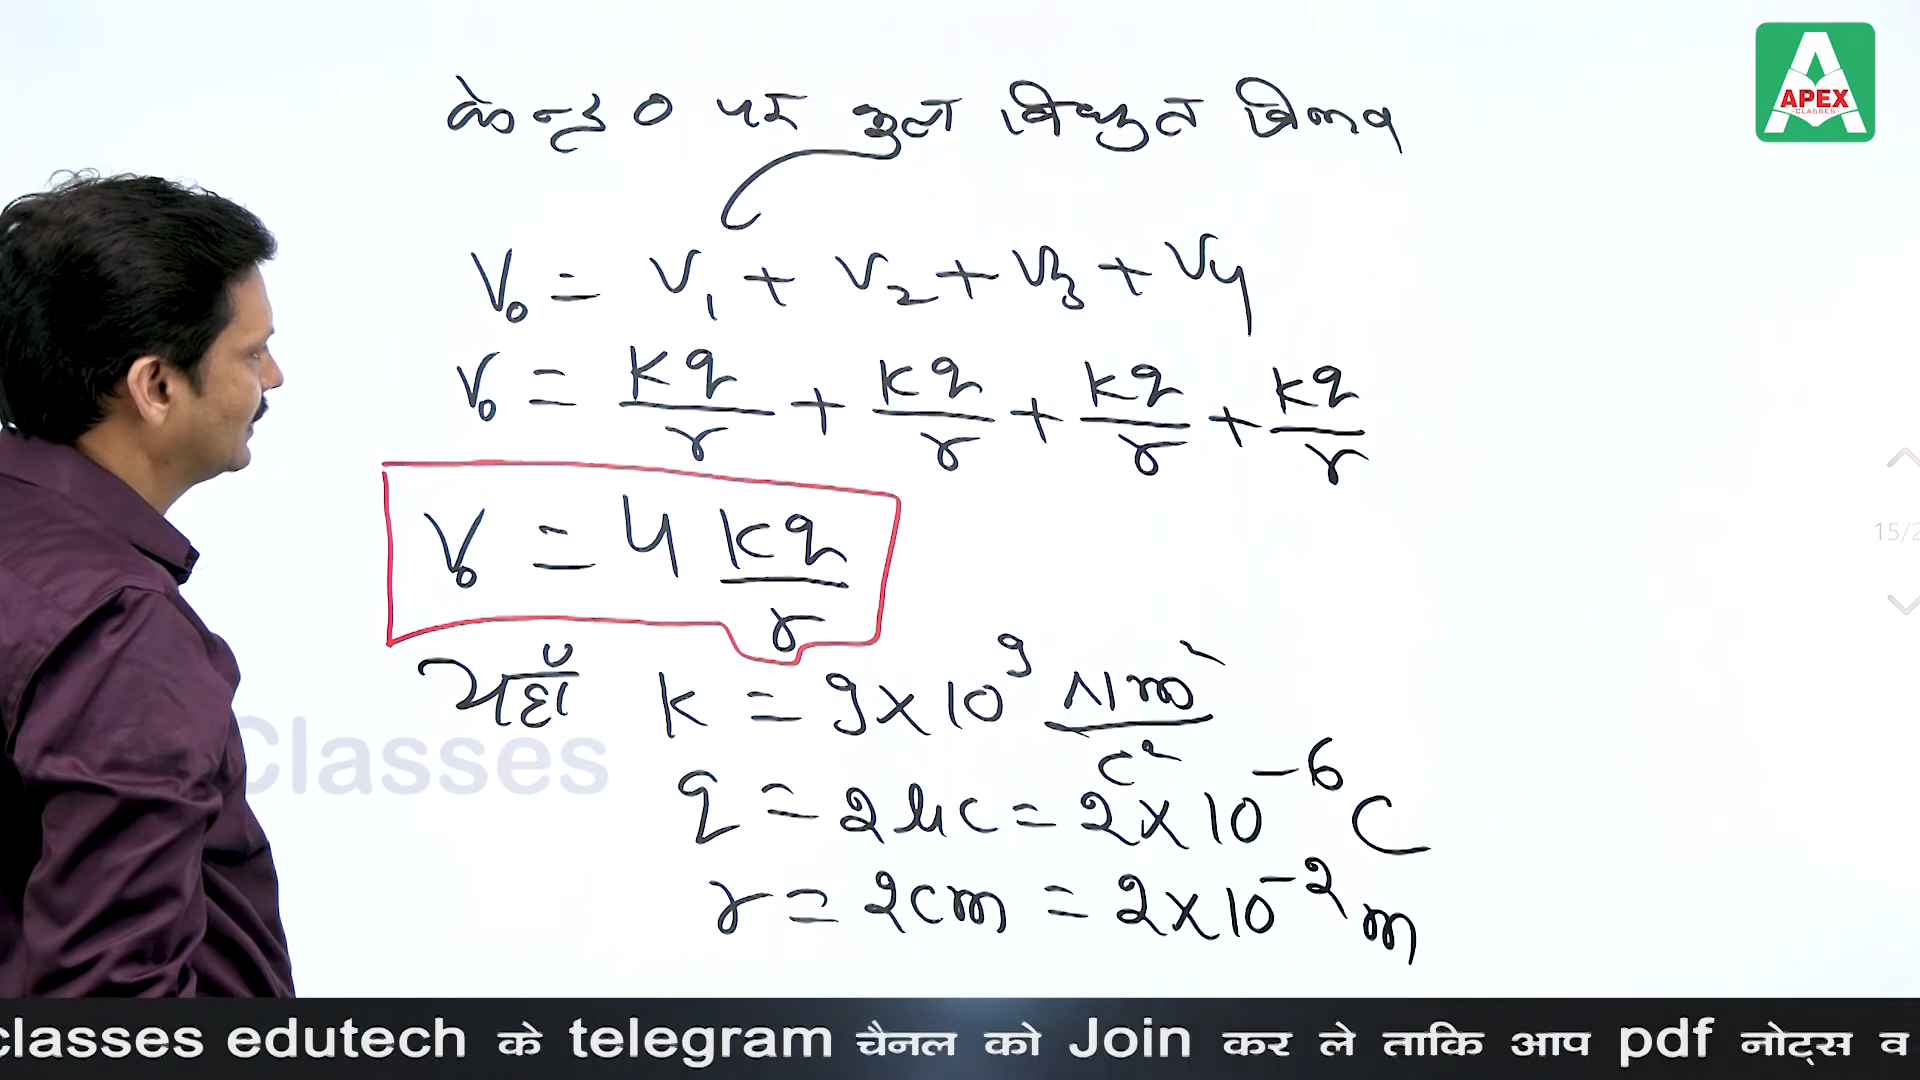 केन्द्र O पर कुल विधुत विभव
V₀ = V₁ + V₂ + V₃ + V₄
V₀ = Kq/r + Kq/r + Kq/r + Kq/r
V₀ = 4 Kq/r
यहाँ K = 9×10⁹ Nm²/C²
q = 2μC = 2×10⁻⁶ C
r = 2cm = 2×10⁻² m
APEX
CLASSES
Classes
15/2
classes edutech के telegram चैनल को Join कर ले ताकि आप pdf नोट्स व